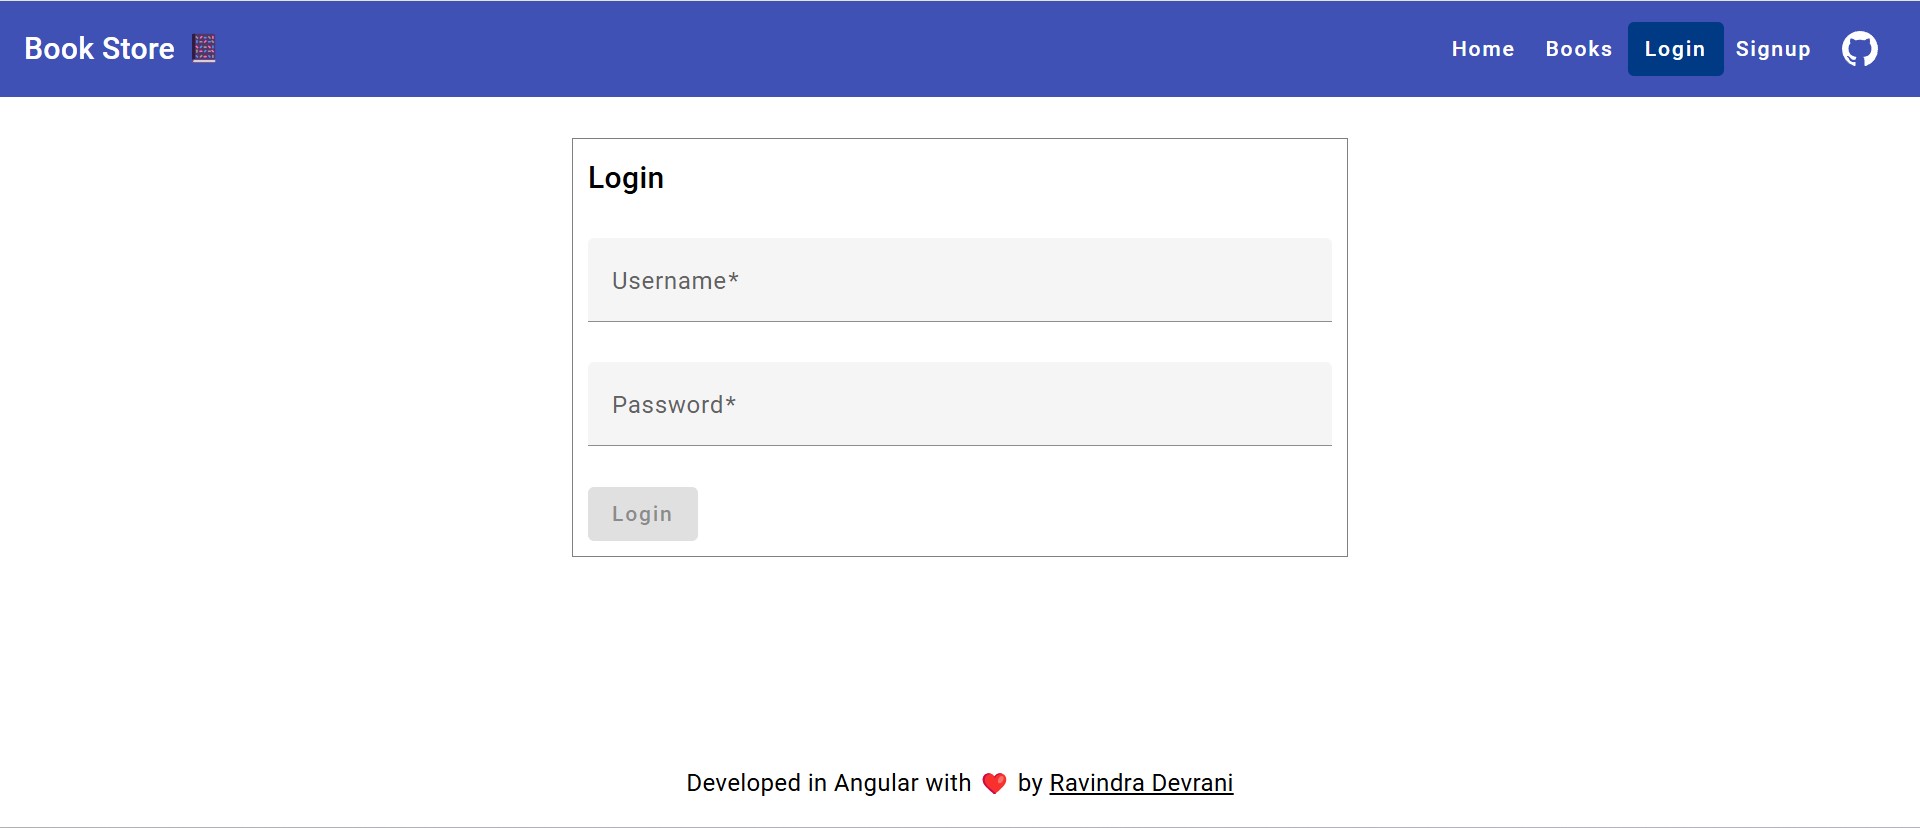 Book Store
Home Books Login Signup
Login
Username*
Password*
Login
Developed in Angular with ❤️ by Ravindra Devrani